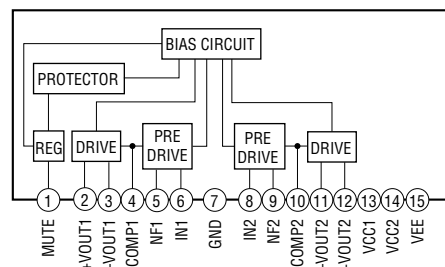 BIAS CIRCUIT
PROTECTOR
REG
DRIVE
PRE
DRIVE
PRE
DRIVE
DRIVE
1 2 3 4 5 6 7 8 9 10 11 12 13 14 15
MUTE
+VOUT1
-VOUT1
COMP1
NF1
IN1
GND
IN2
NF2
COMP2
-VOUT2
+VOUT2
VCC1
VCC2
VEE